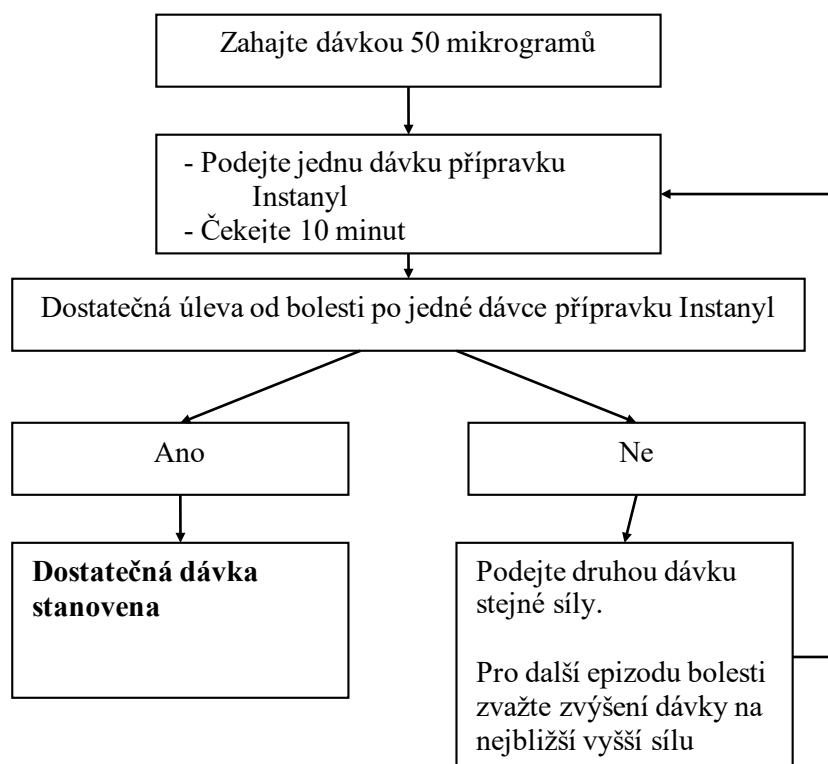 Zahajte dávkou 50 mikrogramů
- Podejte jednu dávku přípravku
Instanyl
- Čekejte 10 minut
Dostatečná úleva od bolesti po jedné dávce přípravku Instanyl
Ano
Ne
Dostatečná dávka
stanovena
Podejte druhou dávku
stejné síly.
Pro další epizodu bolesti
zvažte zvýšení dávky na
nejbližší vyšší sílu